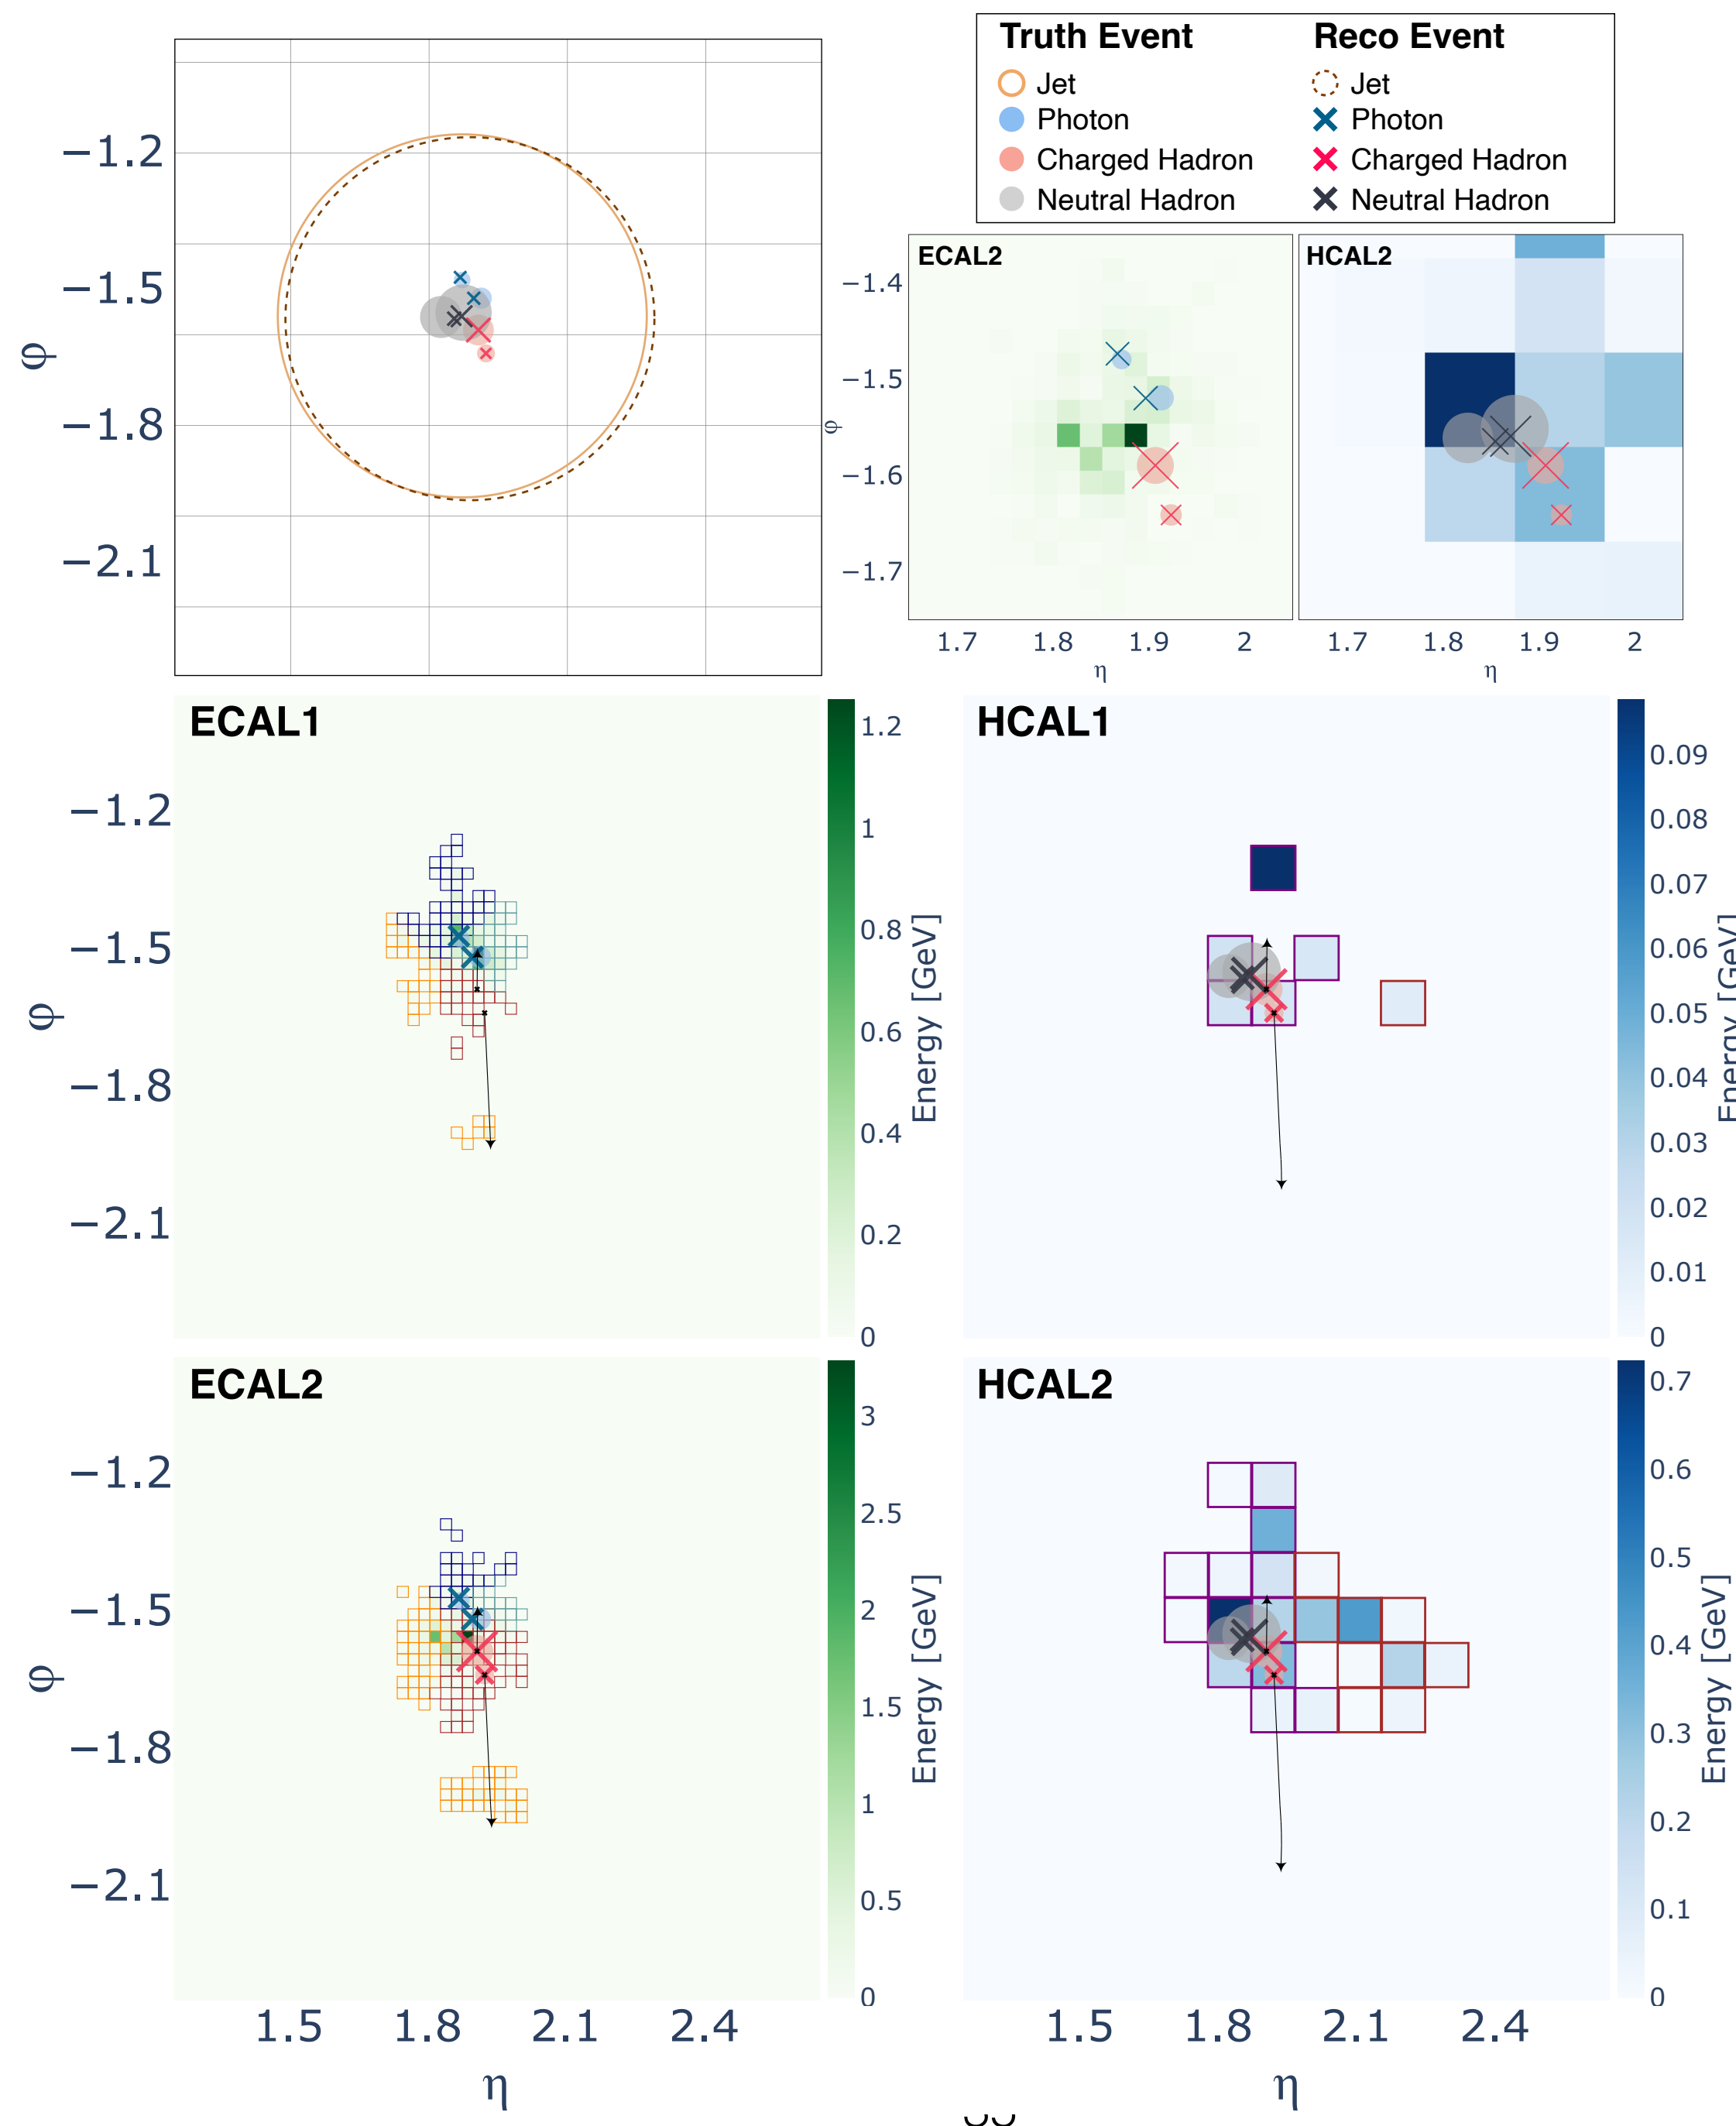 Truth Event Reco Event
Jet Jet
Photon Photon
Charged Hadron Charged Hadron
Neutral Hadron Neutral Hadron
−1.2
−1.5
−1.8
−2.1
φ
ECAL2
−1.4
−1.5
−1.6
−1.7
φ
1.7 1.8 1.9 2
η
HCAL2
1.7 1.8 1.9 2
η
ECAL1
−1.2
−1.5
−1.8
−2.1
φ
1.2
1
0.8
0.6
0.4
0.2
0
Energy [GeV]
HCAL1
0.09
0.08
0.07
0.06
0.05
0.04
0.03
0.02
0.01
0
Energy [GeV]
ECAL2
−1.2
−1.5
−1.8
−2.1
φ
1.5 1.8 2.1 2.4
η
3
2.5
2
1.5
1
0.5
0
Energy [GeV]
HCAL2
1.5 1.8 2.1 2.4
η
0.7
0.6
0.5
0.4
0.3
0.2
0.1
0
Energy [GeV]